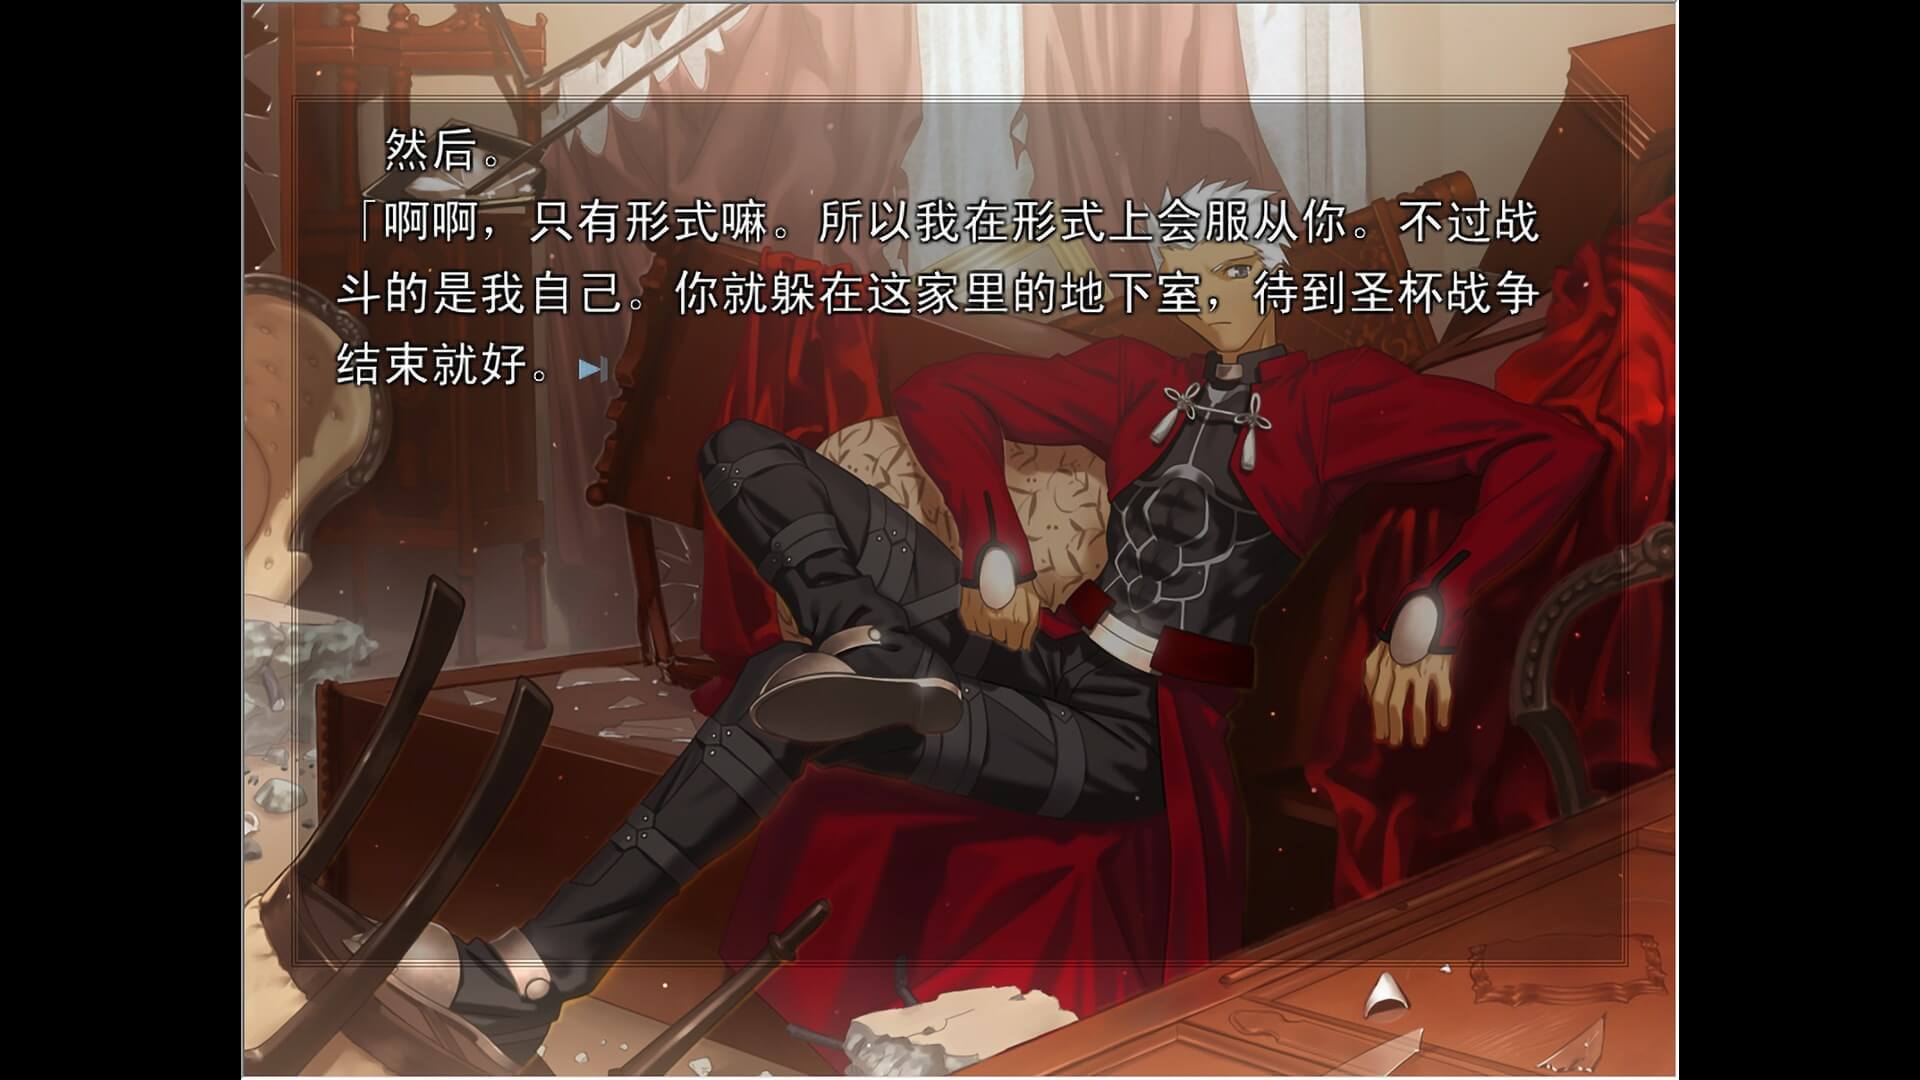 然后。
「啊啊，只有形式嘛。所以我在形式上会服从你。不过战
斗的是我自己。你就躲在这家里的地下室，待到圣杯战争
结束就好。